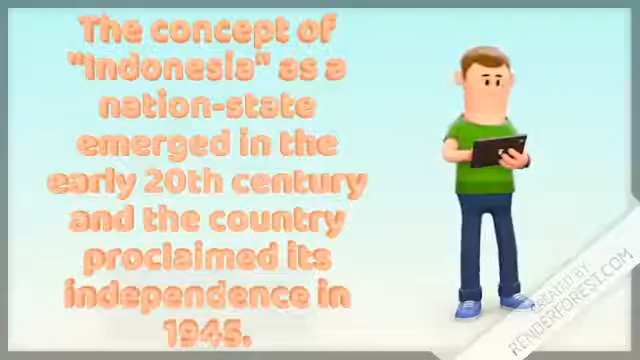 The concept of
"Indonesia" as a
nation-state
emerged in the
early 20th century
and the country
proclaimed its
independence in
1945.
CREATED BY
RENDERFOREST.COM